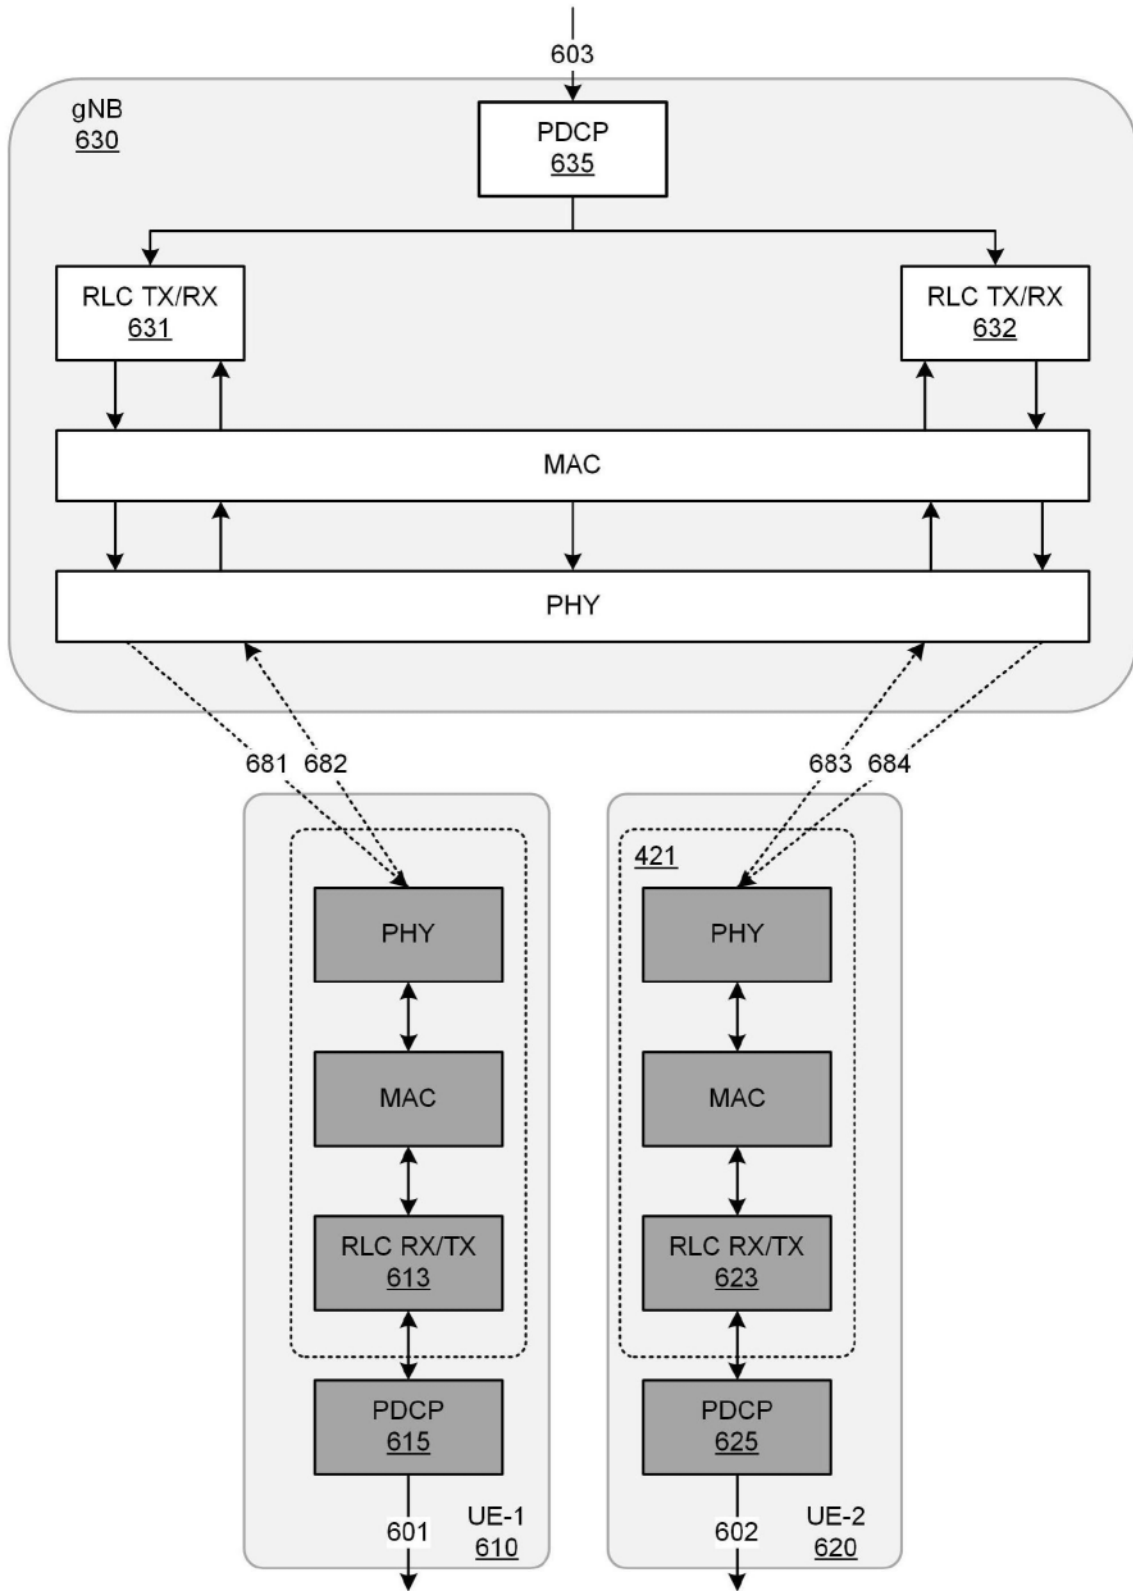 603
gNB
630
PDCP
635
RLC TX/RX
631
RLC TX/RX
632
MAC
PHY
681
682
683
684
421
PHY
PHY
MAC
MAC
RLC RX/TX
613
RLC RX/TX
623
PDCP
615
PDCP
625
601
UE-1
610
602
UE-2
620